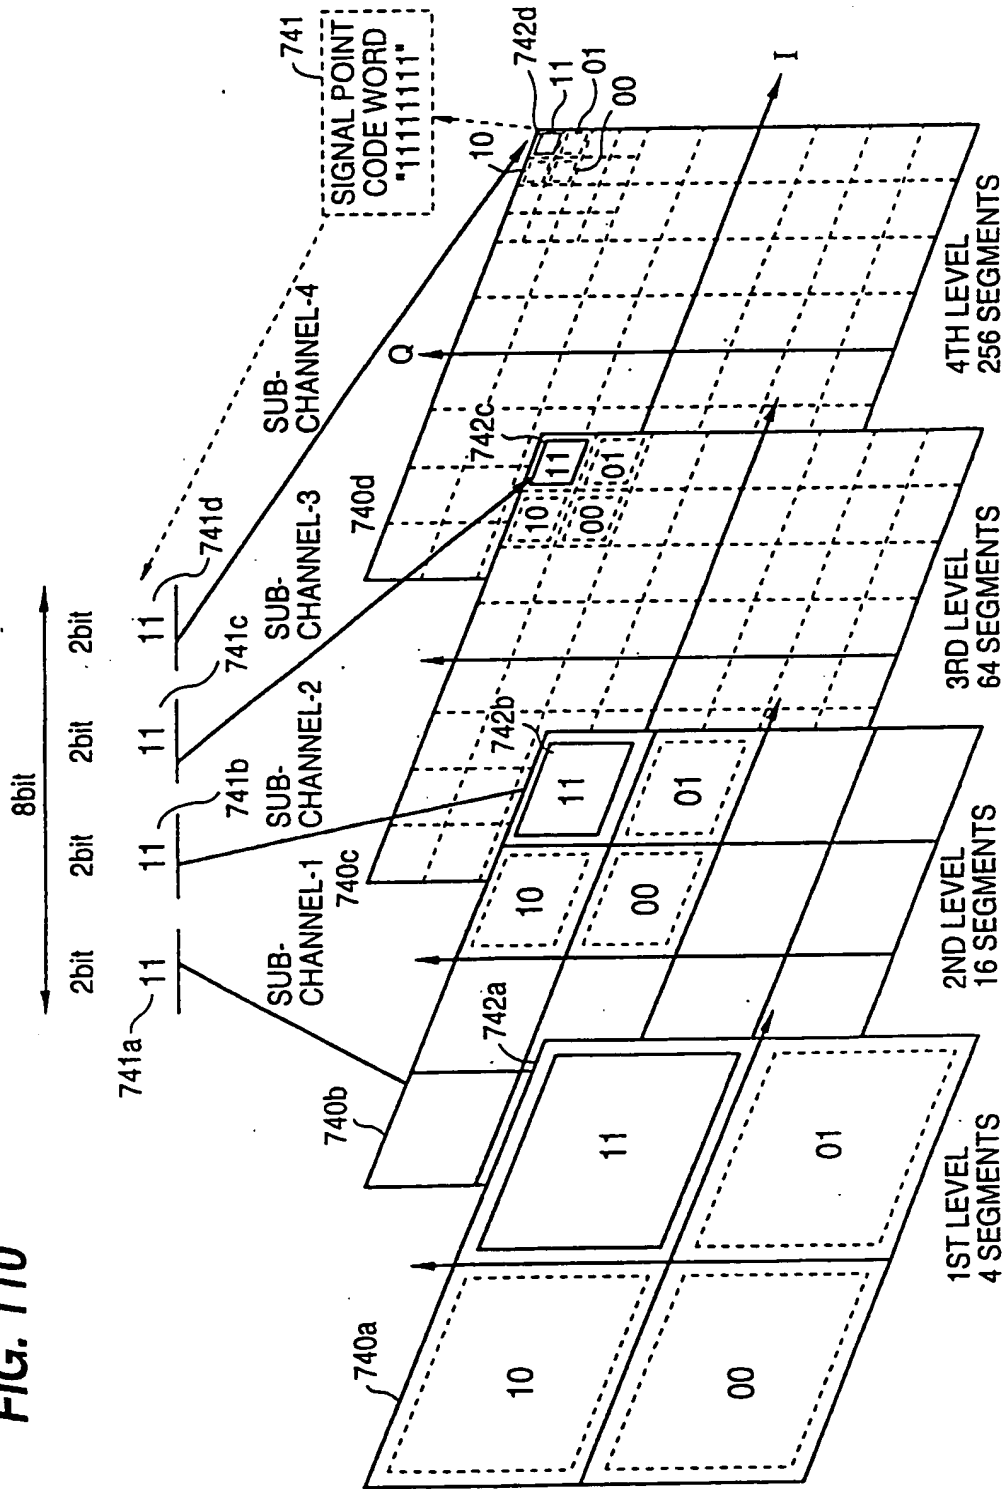 FIG. 110
8bit
2bit
2bit
2bit
2bit
741a
11
11
11
11
741b
741c
741d
SUB-
CHANNEL-1
SUB-
CHANNEL-2
SUB-
CHANNEL-3
SUB-
CHANNEL-4
741
SIGNAL POINT
CODE WORD
"11111111"
740a
10
11
00
01
742a
1ST LEVEL
4 SEGMENTS
740b
10
11
00
01
742b
2ND LEVEL
16 SEGMENTS
740c
10
11
00
01
742c
3RD LEVEL
64 SEGMENTS
740d
Q
I
10
742d
11
01
00
4TH LEVEL
256 SEGMENTS